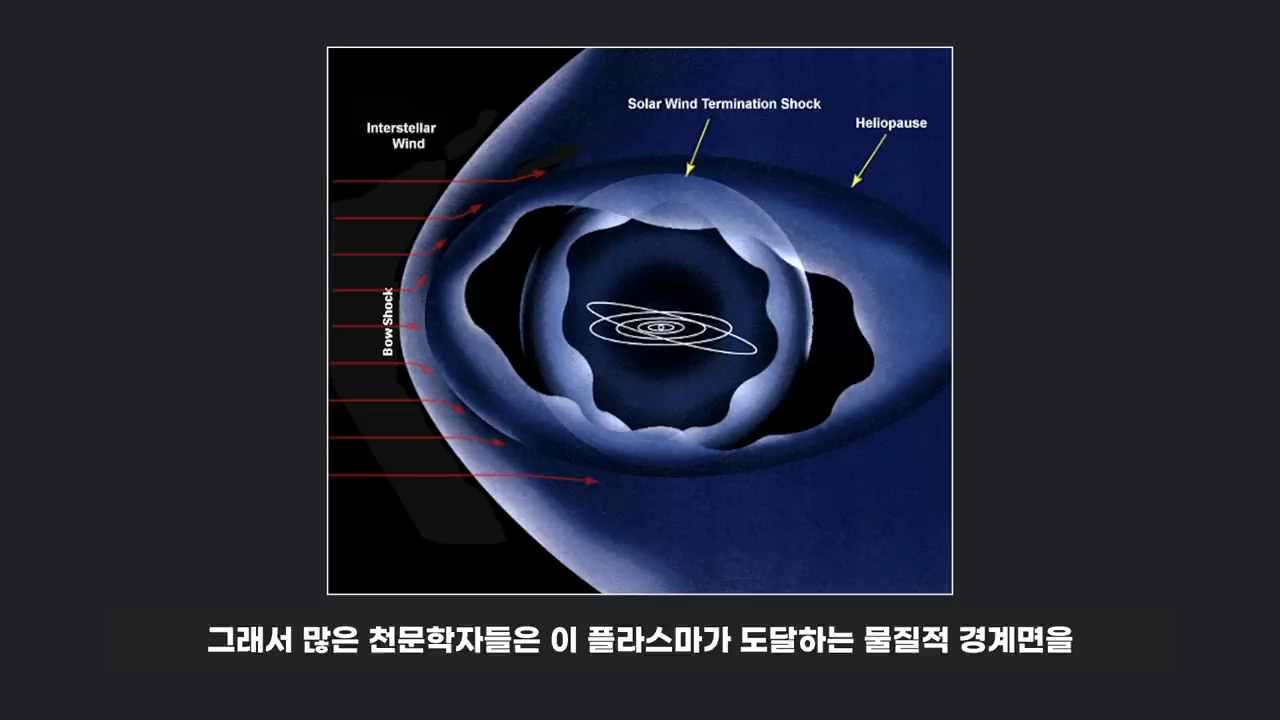 Solar Wind Termination Shock
Heliopause
Interstellar
Wind
Bow Shock
그래서 많은 천문학자들은 이 플라스마가 도달하는 물질적 경계면을